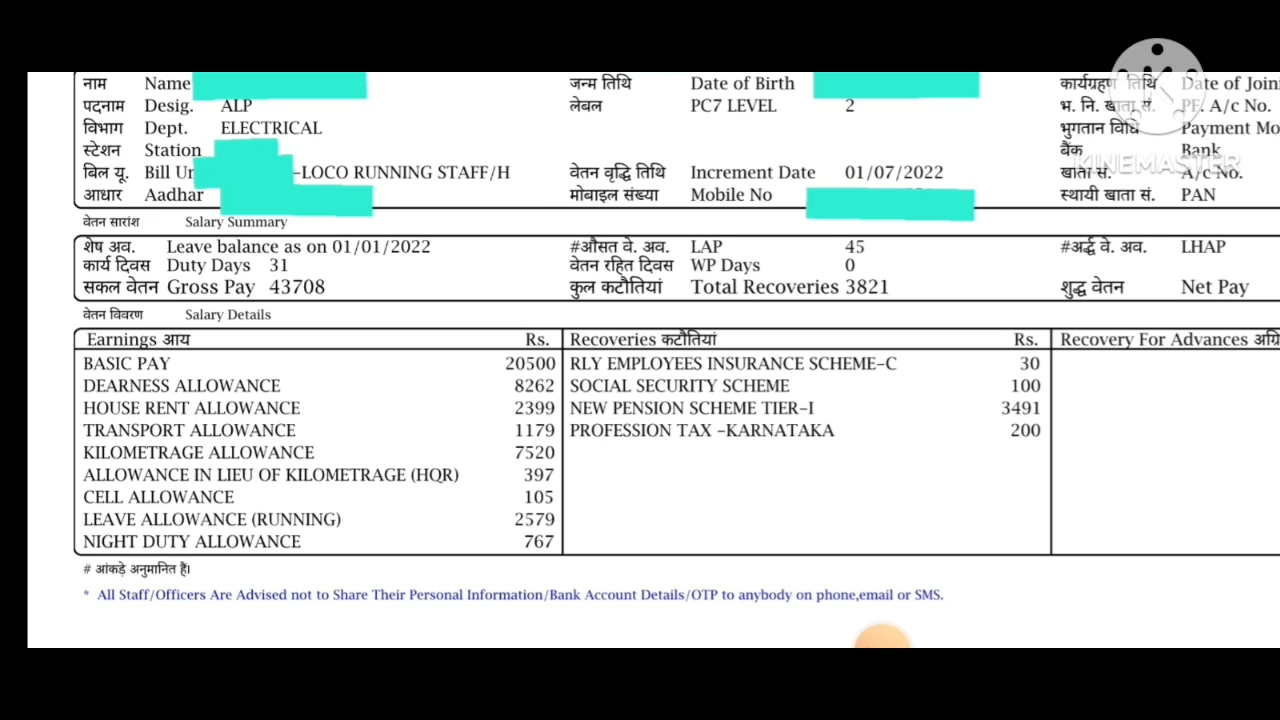 नाम Name जन्म तिथि Date of Birth कार्यग्रहण तिथि Date of Joini
पदनाम Desig. ALP लेबल PC7 LEVEL 2 भ. नि. खाता सं. PF. A/c No.
विभाग Dept. ELECTRICAL भुगतान विधि Payment Mo
स्टेशन Station बैंक Bank
KINEMASTER
बिल यू. Bill Un –LOCO RUNNING STAFF/H वेतन वृद्धि तिथि Increment Date 01/07/2022 खाता सं. A/c No.
आधार Aadhar मोबाइल संख्या Mobile No स्थायी खाता सं. PAN
वेतन सारांश Salary Summary
शेष अव. Leave balance as on 01/01/2022 #औसत वे. अव. LAP 45 #अर्द्ध वे. अव. LHAP
कार्य दिवस Duty Days 31 वेतन रहित दिवस WP Days 0
सकल वेतन Gross Pay 43708 कुल कटौतियां Total Recoveries 3821 शुद्ध वेतन Net Pay
वेतन विवरण Salary Details
Earnings आय Rs. Recoveries कटौतियां Rs. Recovery For Advances अग्रि
BASIC PAY 20500 RLY EMPLOYEES INSURANCE SCHEME–C 30
DEARNESS ALLOWANCE 8262 SOCIAL SECURITY SCHEME 100
HOUSE RENT ALLOWANCE 2399 NEW PENSION SCHEME TIER–I 3491
TRANSPORT ALLOWANCE 1179 PROFESSION TAX –KARNATAKA 200
KILOMETRAGE ALLOWANCE 7520
ALLOWANCE IN LIEU OF KILOMETRAGE (HQR) 397
CELL ALLOWANCE 105
LEAVE ALLOWANCE (RUNNING) 2579
NIGHT DUTY ALLOWANCE 767
# आंकड़े अनुमानित हैं।
* All Staff/Officers Are Advised not to Share Their Personal Information/Bank Account Details/OTP to anybody on phone,email or SMS.